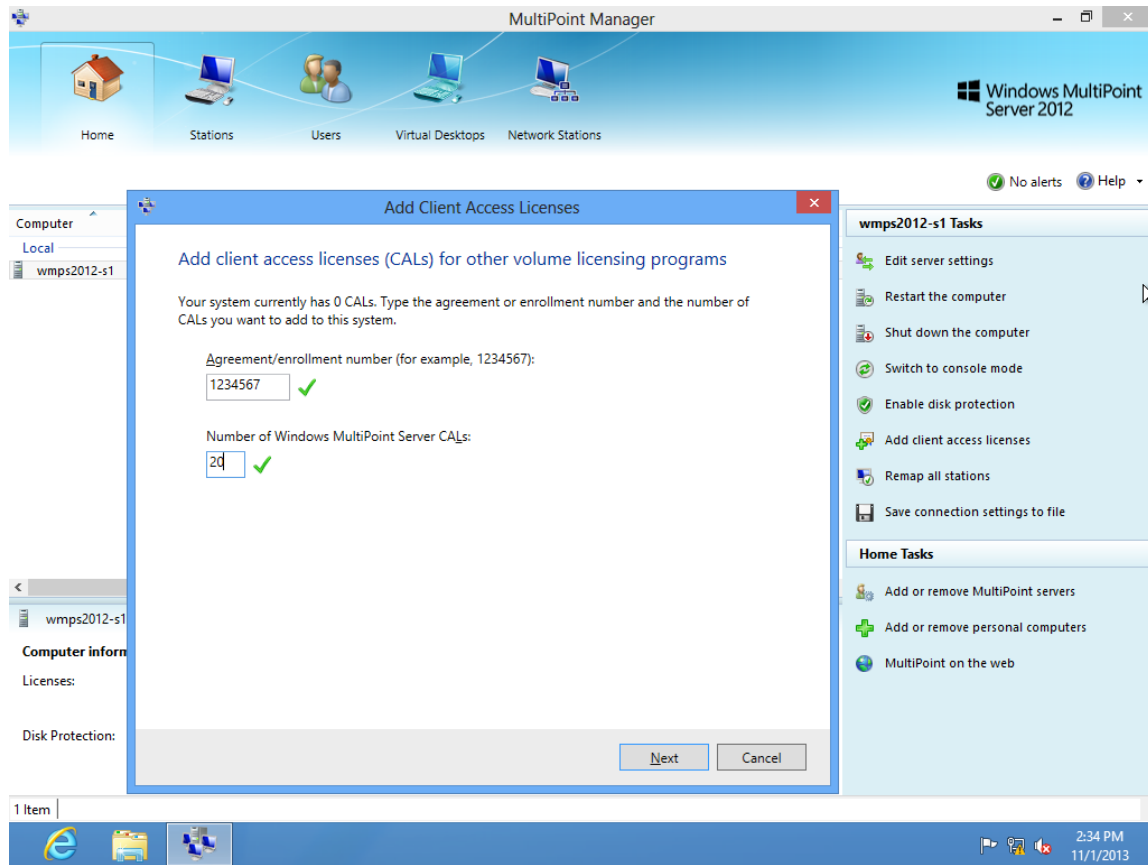 MultiPoint Manager
Home
Stations
Users
Virtual Desktops
Network Stations
Windows MultiPoint
Server 2012
No alerts
Help
Computer
Local
wmps2012-s1
Add Client Access Licenses
Add client access licenses (CALs) for other volume licensing programs
Your system currently has 0 CALs. Type the agreement or enrollment number and the number of
CALs you want to add to this system.
Agreement/enrollment number (for example, 1234567):
1234567
Number of Windows MultiPoint Server CALs:
20
Next
Cancel
wmps2012-s1 Tasks
Edit server settings
Restart the computer
Shut down the computer
Switch to console mode
Enable disk protection
Add client access licenses
Remap all stations
Save connection settings to file
Home Tasks
Add or remove MultiPoint servers
Add or remove personal computers
MultiPoint on the web
wmps2012-s1
Computer inform
Licenses:
Disk Protection:
1 Item
2:34 PM
11/1/2013